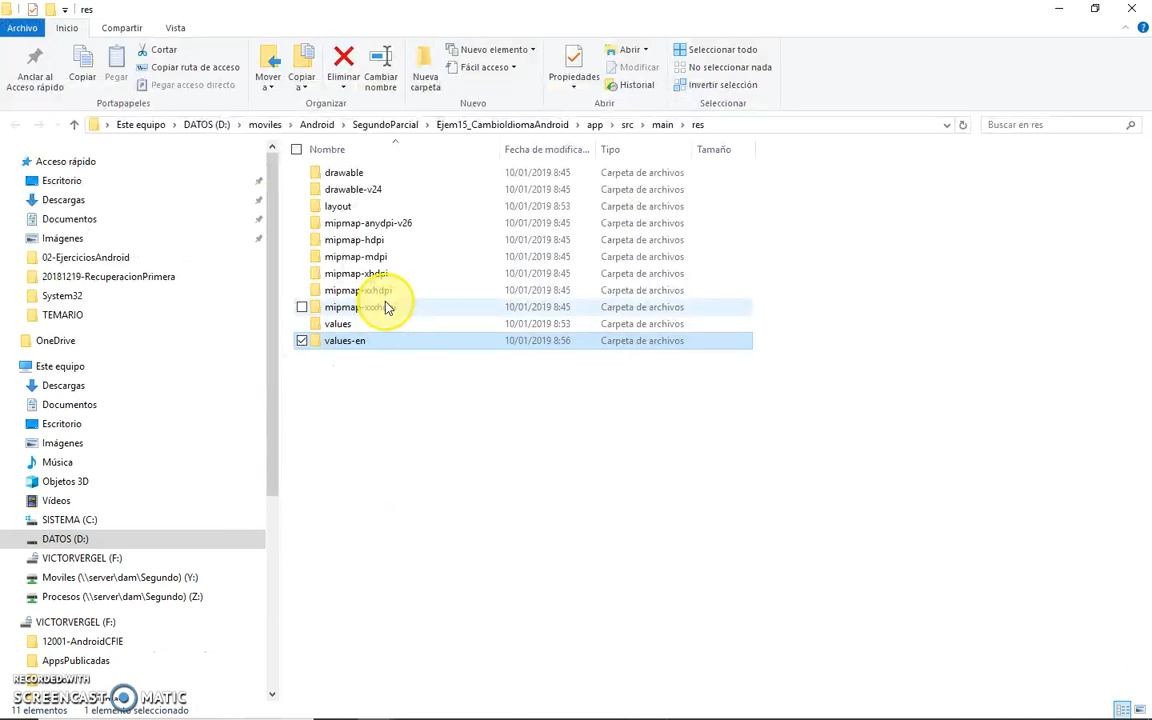 res
Archivo Inicio Compartir Vista
Anclar al Acceso rápido
Copiar
Pegar
Cortar
Copiar ruta de acceso
Pegar acceso directo
Portapapeles
Mover a
Copiar a
Eliminar
Cambiar nombre
Organizar
Nueva carpeta
Nuevo elemento
Fácil acceso
Nuevo
Propiedades
Abrir
Modificar
Historial
Abrir
Seleccionar todo
No seleccionar nada
Invertir selección
Seleccionar
Este equipo > DATOS (D:) > moviles > Android > SegundoParcial > Ejem15_CambioIdiomaAndroid > app > src > main > res
Buscar en res
Acceso rápido
Escritorio
Descargas
Documentos
Imágenes
02-EjerciciosAndroid
20181219-RecuperacionPrimera
System32
TEMARIO
OneDrive
Este equipo
Descargas
Documentos
Escritorio
Imágenes
Música
Objetos 3D
Vídeos
SISTEMA (C:)
DATOS (D:)
VICTORVERGEL (F:)
Moviles (\\server\dam\Segundo) (Y:)
Procesos (\\server\dam\Segundo) (Z:)
VICTORVERGEL (F:)
12001-AndroidCFIE
AppsPublicadas
Nombre Fecha de modifica... Tipo Tamaño
drawable 10/01/2019 8:45 Carpeta de archivos
drawable-v24 10/01/2019 8:45 Carpeta de archivos
layout 10/01/2019 8:53 Carpeta de archivos
mipmap-anydpi-v26 10/01/2019 8:45 Carpeta de archivos
mipmap-hdpi 10/01/2019 8:45 Carpeta de archivos
mipmap-mdpi 10/01/2019 8:45 Carpeta de archivos
mipmap-xhdpi 10/01/2019 8:45 Carpeta de archivos
mipmap-xxhdpi 10/01/2019 8:45 Carpeta de archivos
10/01/2019 8:45 Carpeta de archivos
values 10/01/2019 8:53 Carpeta de archivos
values-en 10/01/2019 8:56 Carpeta de archivos
RECORDED WITH
SCREENCAST MATIC
11 elementos 1 elemento seleccionado